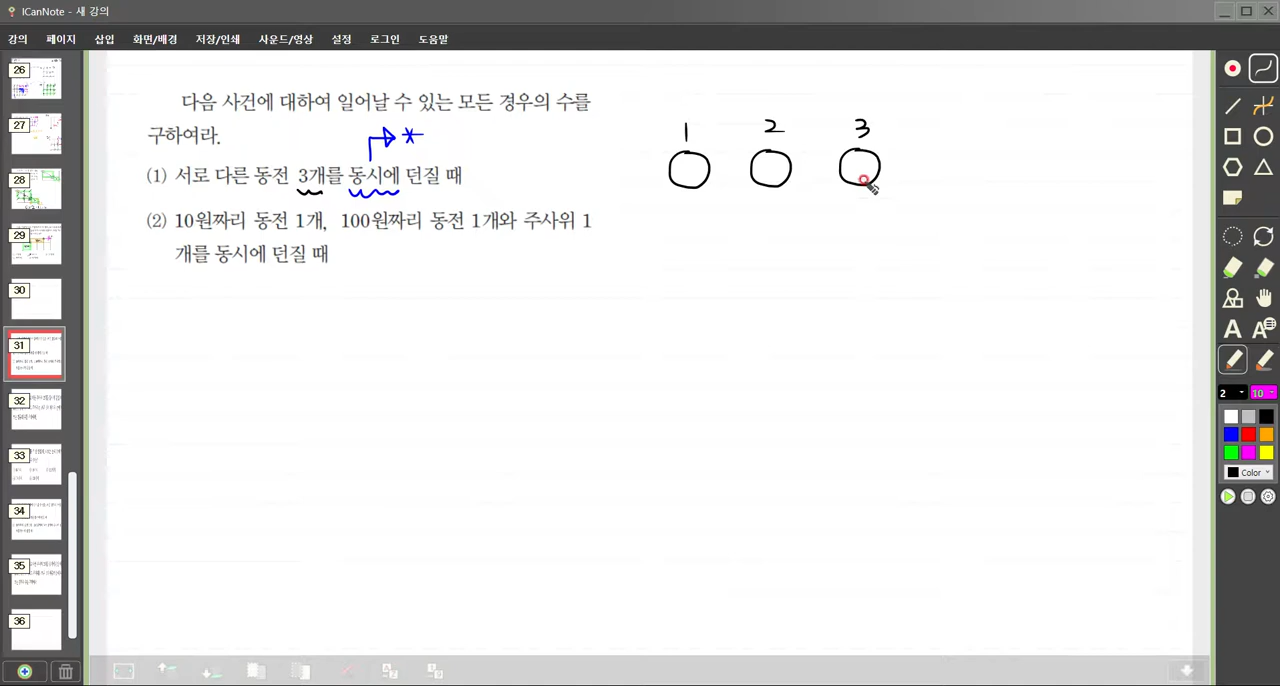 ICanNote - 새 강의
강의 페이지 삽입 화면/배경 저장/인쇄 사운드/영상 설정 로그인 도움말
26
27
28
29
30
31
32
33
34
35
36
다음 사건에 대하여 일어날 수 있는 모든 경우의 수를
구하여라.
(1) 서로 다른 동전 3개를 동시에 던질 때
(2) 10원짜리 동전 1개, 100원짜리 동전 1개와 주사위 1
개를 동시에 던질 때
1 2 3
A A
2 10
Color